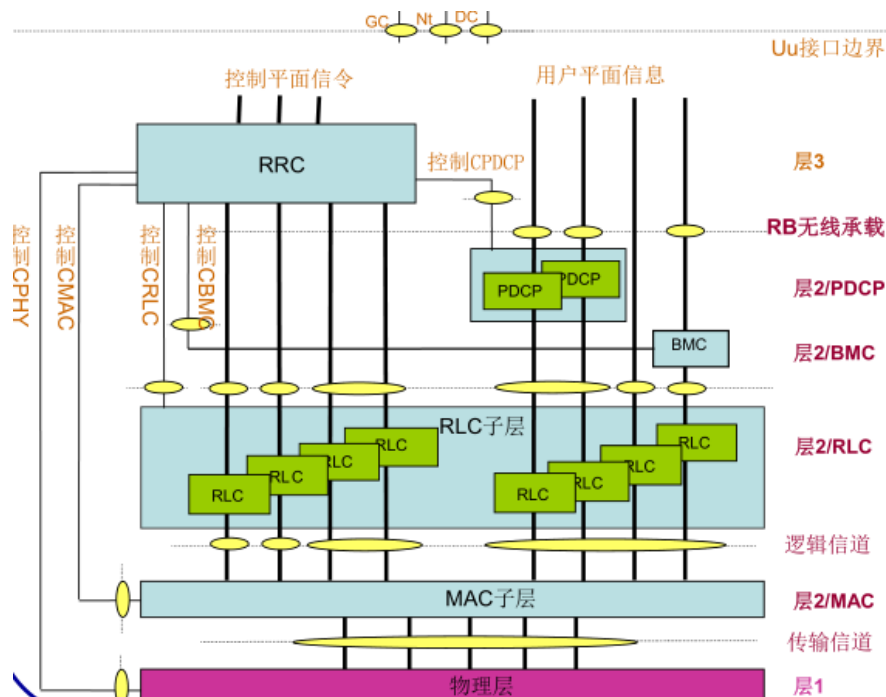 GC
Nt
DC
Uu接口边界
控制平面信令
用户平面信息
RRC
控制CPDCP
层3
控制CPHY
控制CMAC
控制CRLC
控制CBMC
RB无线承载
PDCP
PDCP
层2/PDCP
BMC
层2/BMC
RLC子层
RLC
RLC
RLC
RLC
RLC
RLC
RLC
RLC
层2/RLC
逻辑信道
MAC子层
层2/MAC
传输信道
物理层
层1